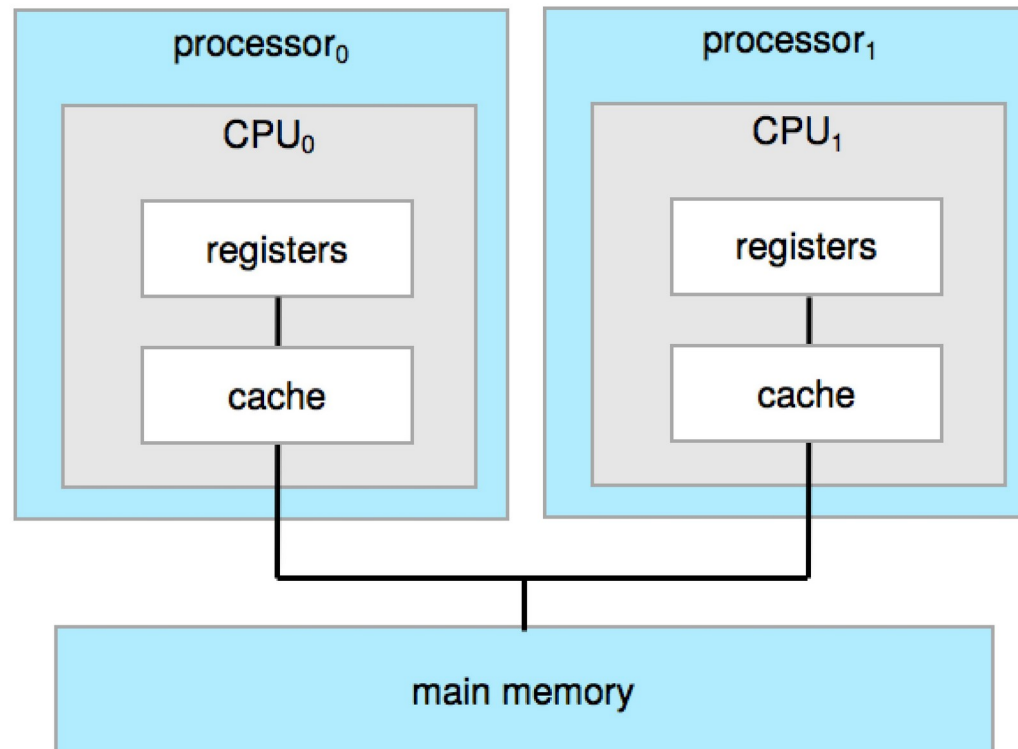 processor₀
processor₁
CPU₀
CPU₁
registers
registers
cache
cache
main memory